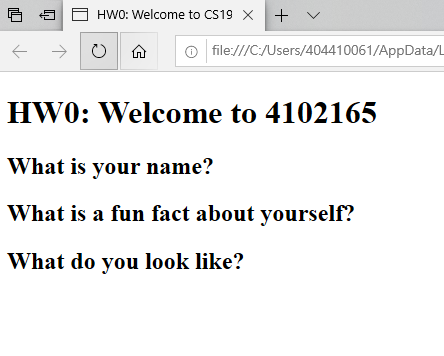 HW0: Welcome to CS19
file:///C:/Users/404410061/AppData/L
HW0: Welcome to 4102165
What is your name?
What is a fun fact about yourself?
What do you look like?